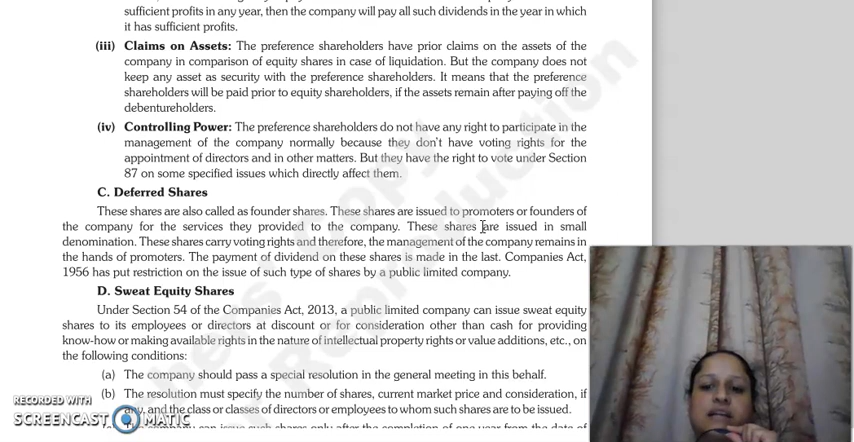 sufficient profits in any year, then the company will pay all such dividends in the year in which
it has sufficient profits.
(iii) Claims on Assets: The preference shareholders have prior claims on the assets of the
company in comparison of equity shares in case of liquidation. But the company does not
keep any asset as security with the preference shareholders. It means that the preference
shareholders will be paid prior to equity shareholders, if the assets remain after paying off the
debentureholders.
(iv) Controlling Power: The preference shareholders do not have any right to participate in the
management of the company normally because they don't have voting rights for the
appointment of directors and in other matters. But they have the right to vote under Section
87 on some specified issues which directly affect them.
C. Deferred Shares
These shares are also called as founder shares. These shares are issued to promoters or founders of
the company for the services they provided to the company. These shares are issued in small
denomination. These shares carry voting rights and therefore, the management of the company remains in
the hands of promoters. The payment of dividend on these shares is made in the last. Companies Act,
1956 has put restriction on the issue of such type of shares by a public limited company.
D. Sweat Equity Shares
Under Section 54 of the Companies Act, 2013, a public limited company can issue sweat equity
shares to its employees or directors at discount or for consideration other than cash for providing
know-how or making available rights in the nature of intellectual property rights or value additions, etc., on
the following conditions:
(a) The company should pass a special resolution in the general meeting in this behalf.
(b) The resolution must specify the number of shares, current market price and consideration, if
any, and the class or classes of directors or employees to whom such shares are to be issued.
The company can issue such shares only after the completion of one year from the date of
RECORDED WITH
SCREENCAST MATIC